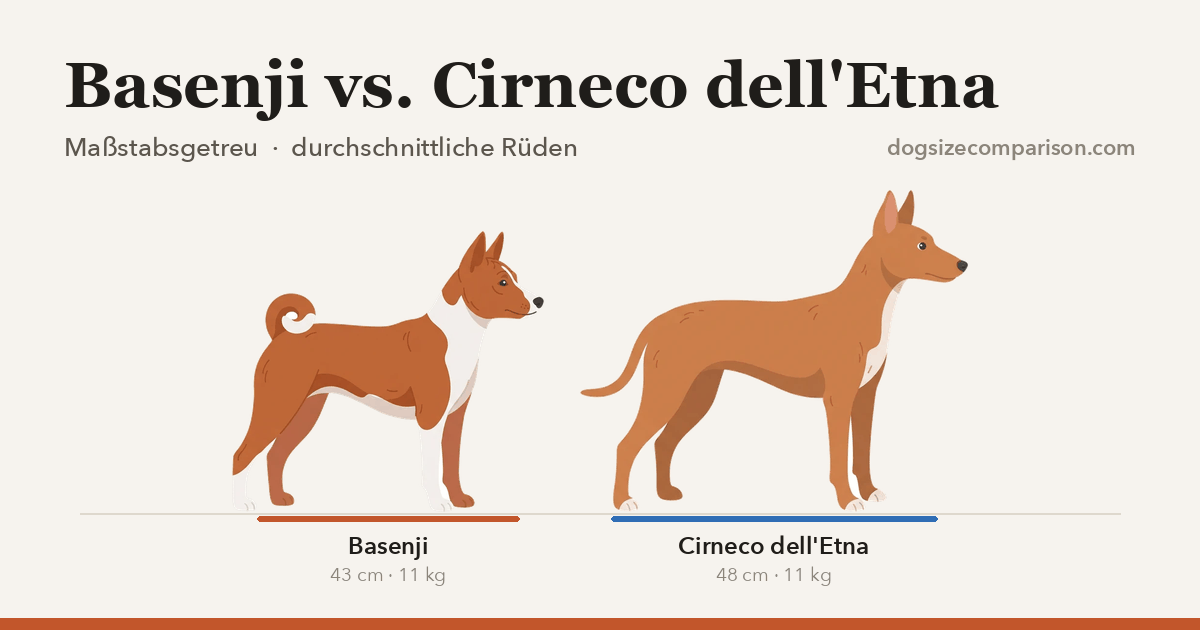 Basenji vs. Cirneco dell'Etna
Maßstabsgetreu · durchschnittliche Rüden
dogsizecomparison.com
Basenji
43 cm · 11 kg
Cirneco dell'Etna
48 cm · 11 kg